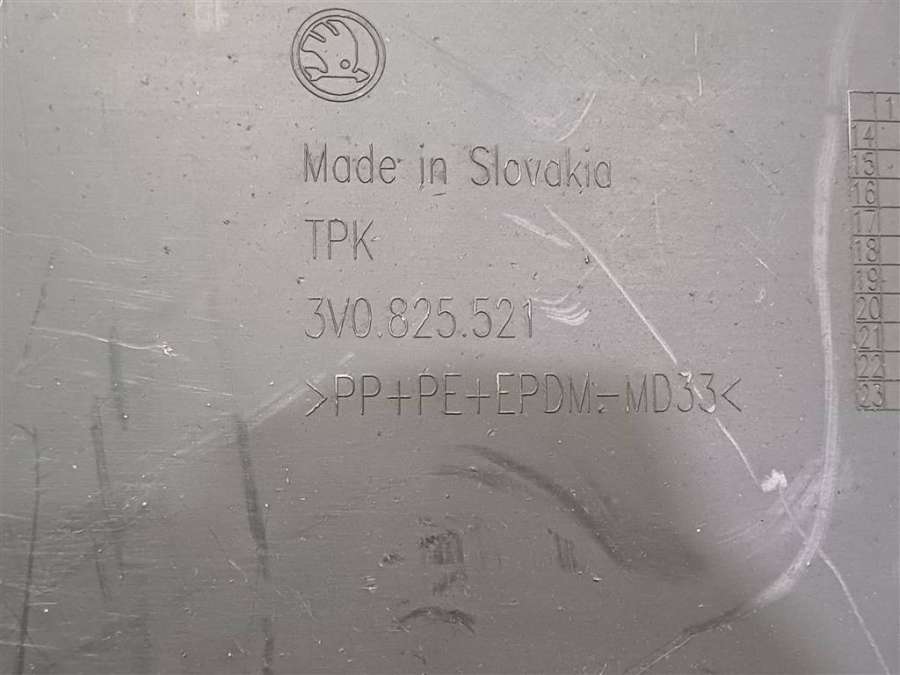 Made in Slovakia
TPK
3V0.825.521
>PP+PE+EPDM-MD33<
1
14
15
16
17
18
19
20
21
22
23